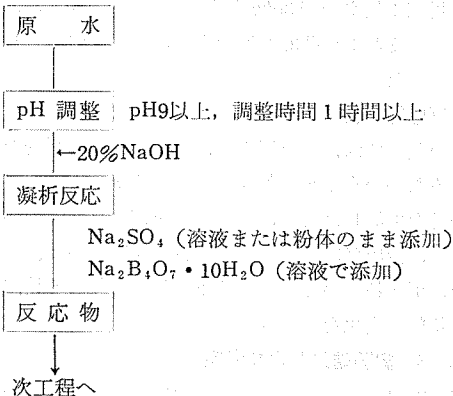 原 水
pH 調整 pH9以上，調整時間1時間以上
←20%NaOH
凝析反応
Na₂SO₄（溶液または粉体のまま添加）
Na₂B₄O₇・10H₂O（溶液で添加）
反 応 物
次工程へ